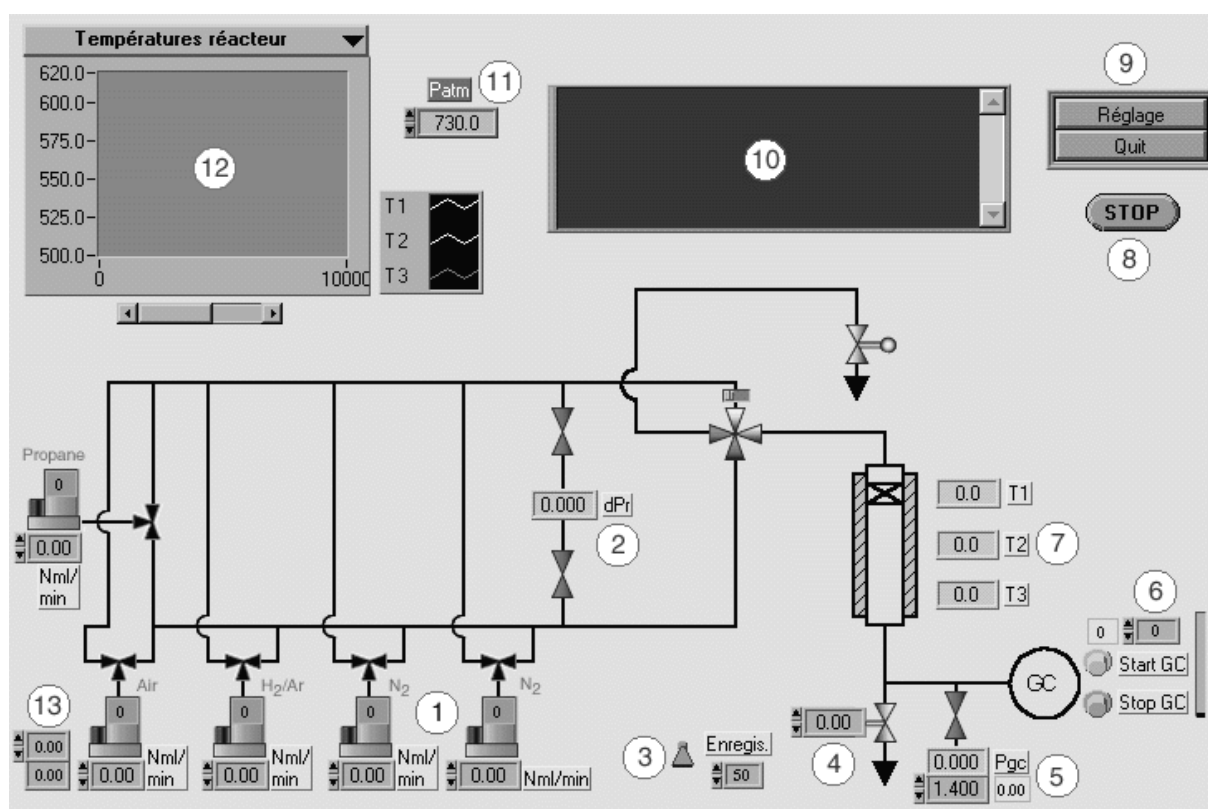 Températures réacteur
620.0
600.0
575.0
550.0
525.0
500.0
0
10000
12
Patm
11
730.0
T1
T2
T3
10
9
Réglage
Quit
STOP
8
Propane
0
0.00
Nml/
min
0.000
dPr
2
0.0
T1
0.0
T2
7
0.0
T3
6
0
0
Start GC
Stop GC
GC
13
0.00
0.00
Air
0
0.00
Nml/
min
H2/Ar
0
0.00
Nml/
min
N2
0
0.00
Nml/
min
1
N2
0
0.00
Nml/min
3
Enregis.
50
0.00
4
0.000
Pgc
1.400
0.00
5